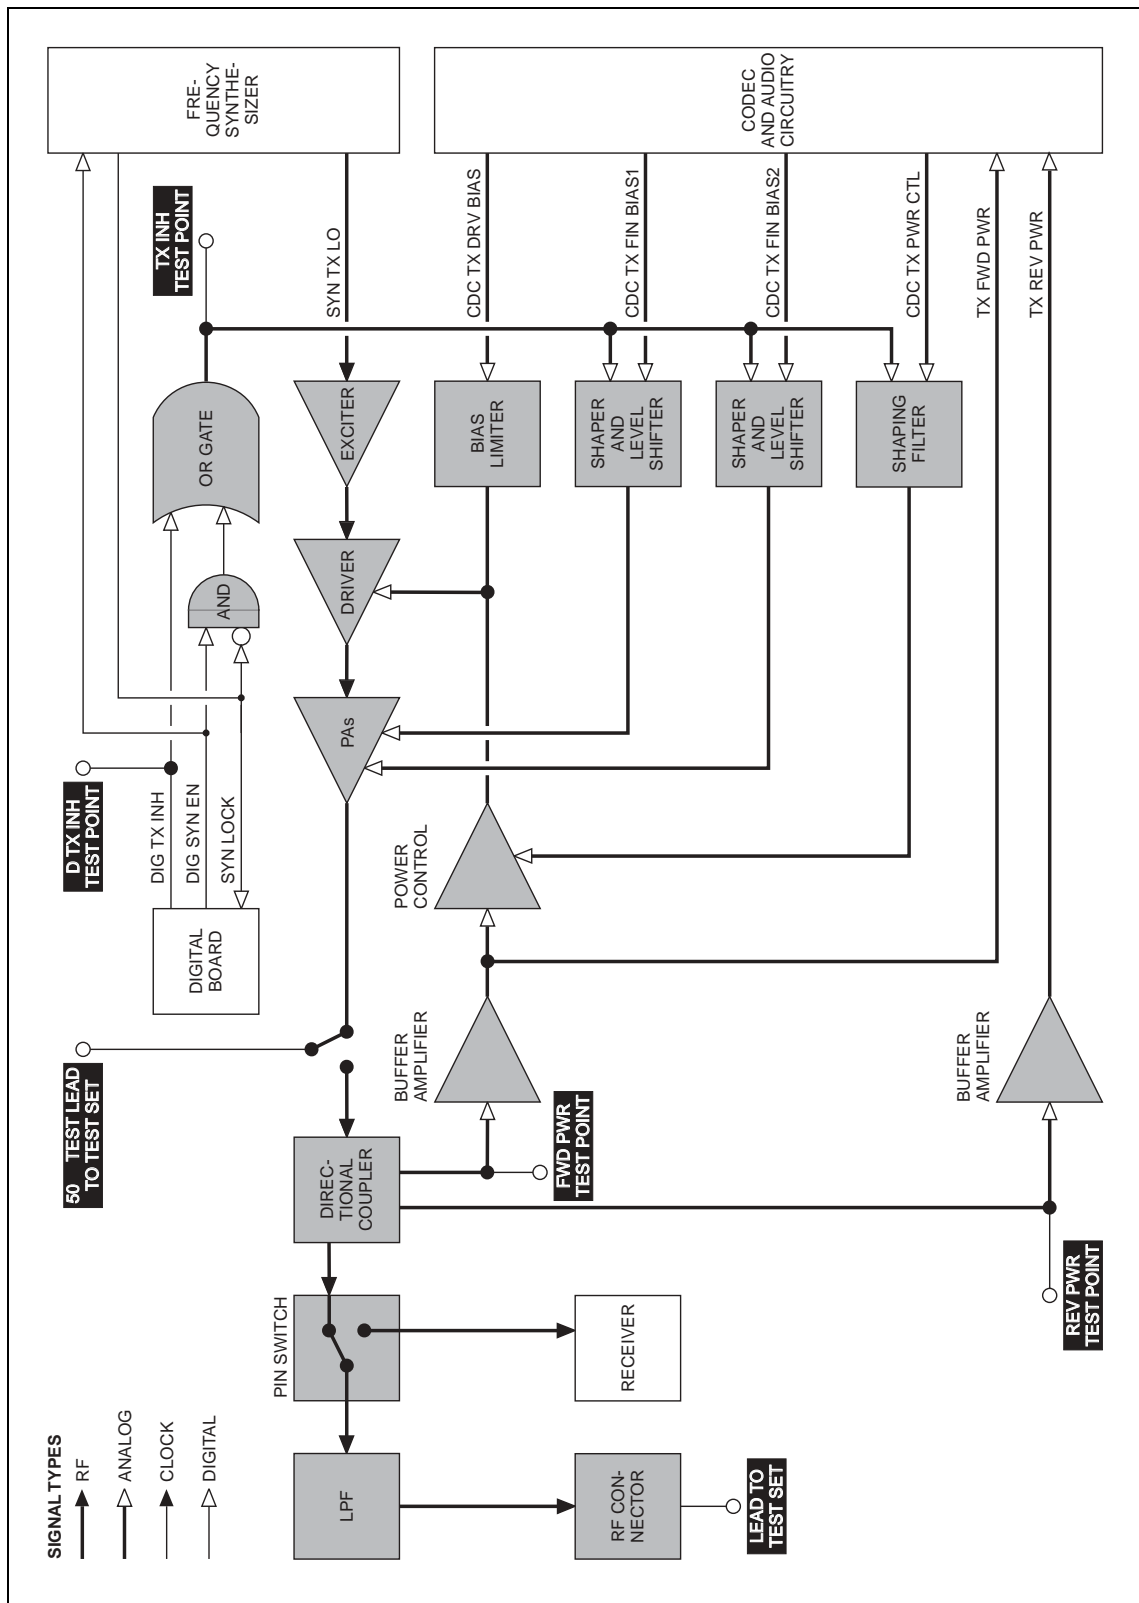 SIGNAL TYPES
RF
ANALOG
CLOCK
DIGITAL
FRE-
QUENCY
SYNTHE-
SIZER
CODEC
AND AUDIO
CIRCUITRY
TX INH
TEST POINT
SYN TX LO
CDC TX DRV BIAS
CDC TX FIN BIAS1
CDC TX FIN BIAS2
CDC TX PWR CTL
TX FWD PWR
TX REV PWR
OR GATE
EXCITER
BIAS
LIMITER
SHAPER
AND
LEVEL
SHIFTER
SHAPER
AND
LEVEL
SHIFTER
SHAPING
FILTER
AND
DRIVER
PAs
D TX INH
TEST POINT
DIG TX INH
DIG SYN EN
SYN LOCK
DIGITAL
BOARD
POWER
CONTROL
50 TEST LEAD
TO TEST SET
BUFFER
AMPLIFIER
BUFFER
AMPLIFIER
DIREC-
TIONAL
COUPLER
FWD PWR
TEST POINT
REV PWR
TEST POINT
PIN SWITCH
RECEIVER
LPF
RF CON-
NECTOR
LEAD TO
TEST SET